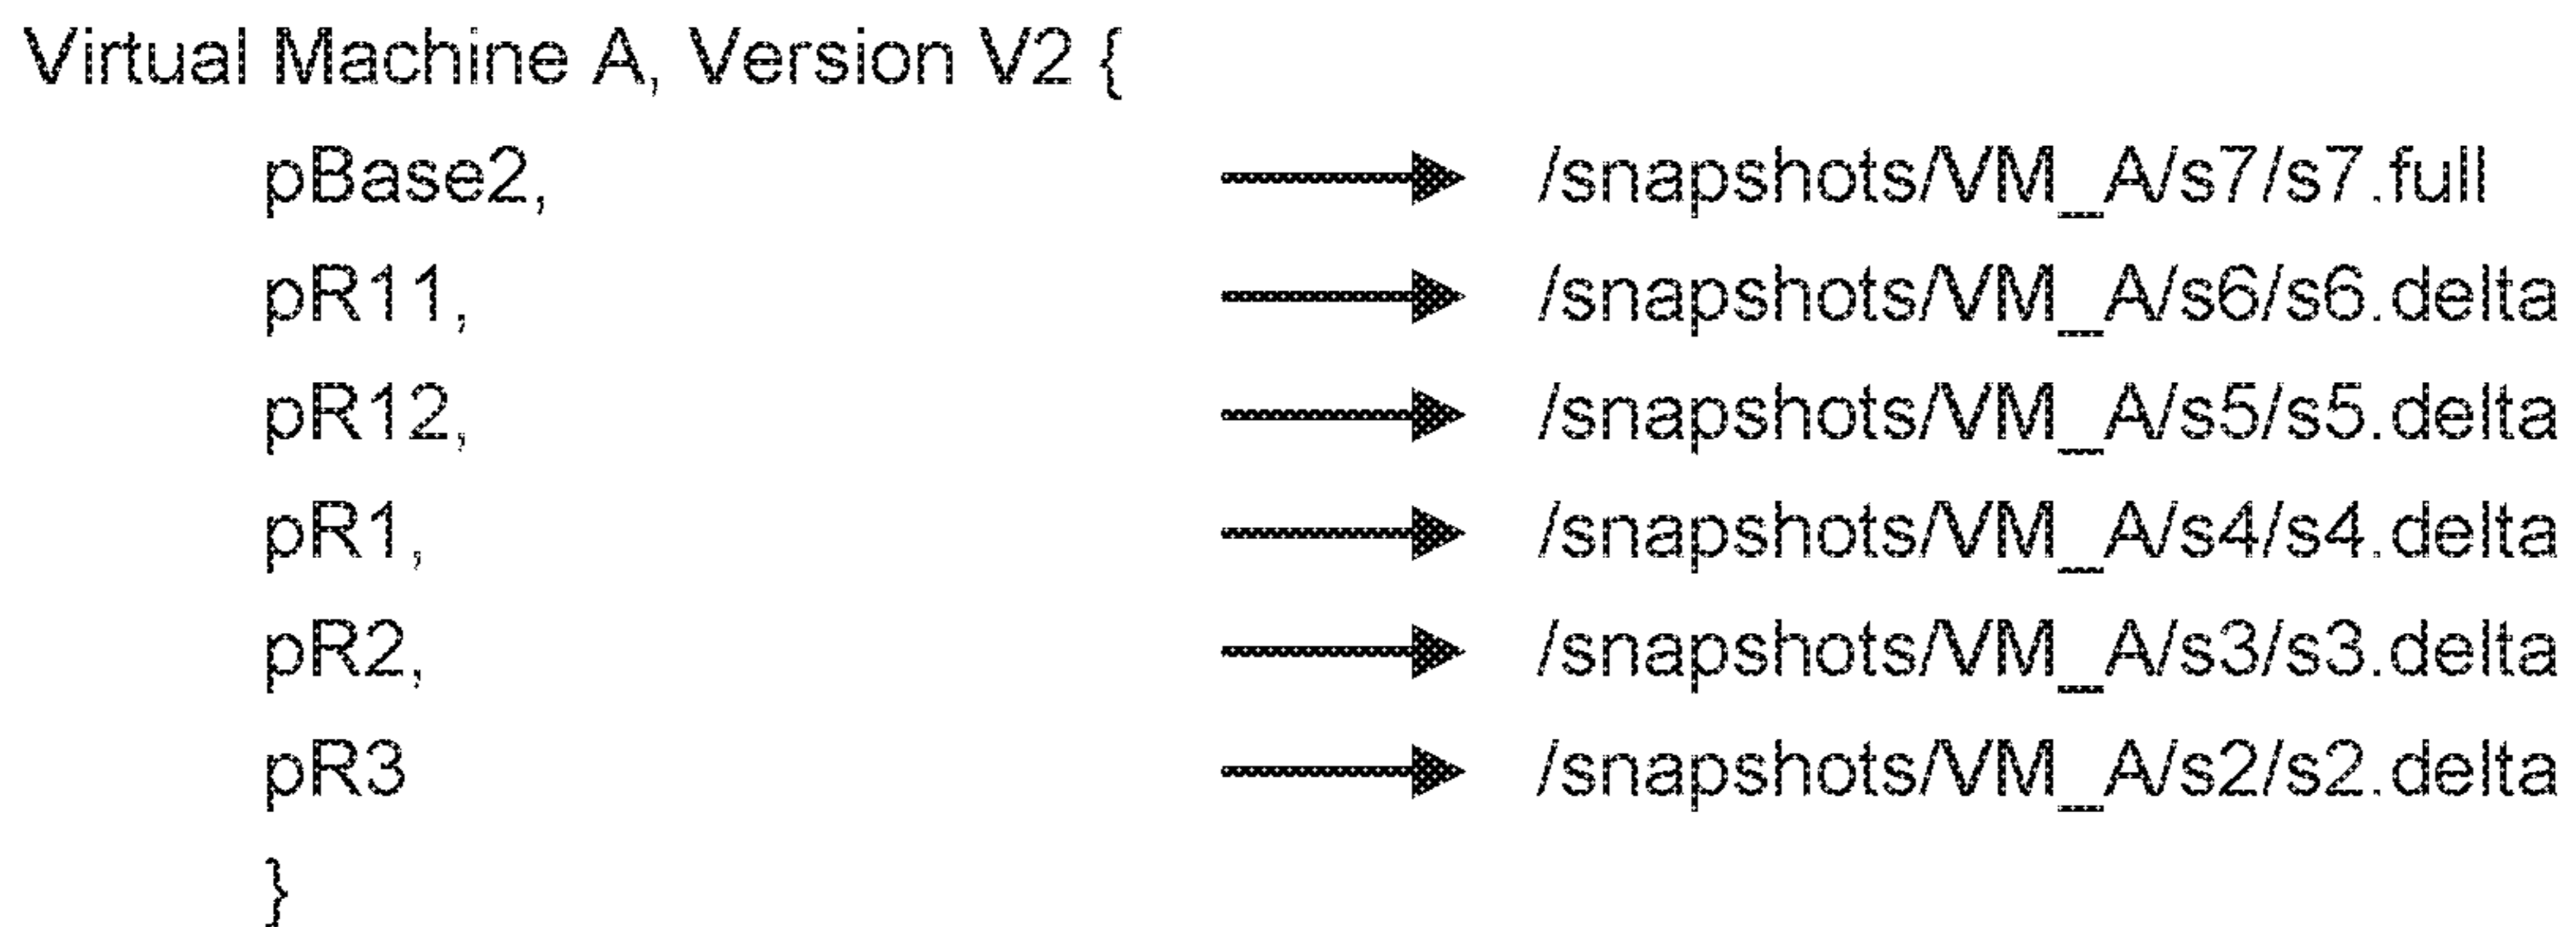 Virtual Machine A, Version V2 {
pBase2, /snapshots/VM_A/s7/s7.full
pR11, /snapshots/VM_A/s6/s6.delta
pR12, /snapshots/VM_A/s5/s5.delta
pR1, /snapshots/VM_A/s4/s4.delta
pR2, /snapshots/VM_A/s3/s3.delta
pR3 /snapshots/VM_A/s2/s2.delta
}